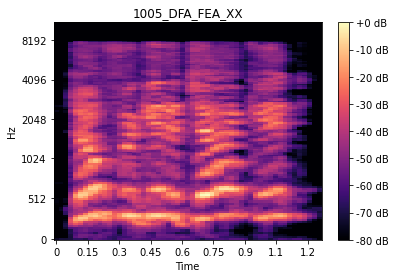 1005_DFA_FEA_XX
+0 dB
8192
-10 dB
-20 dB
4096
-30 dB
Hz
2048
-40 dB
1024
-50 dB
-60 dB
512
-70 dB
0
-80 dB
0 0.15 0.3 0.45 0.6 0.75 0.9 1.1 1.2
Time